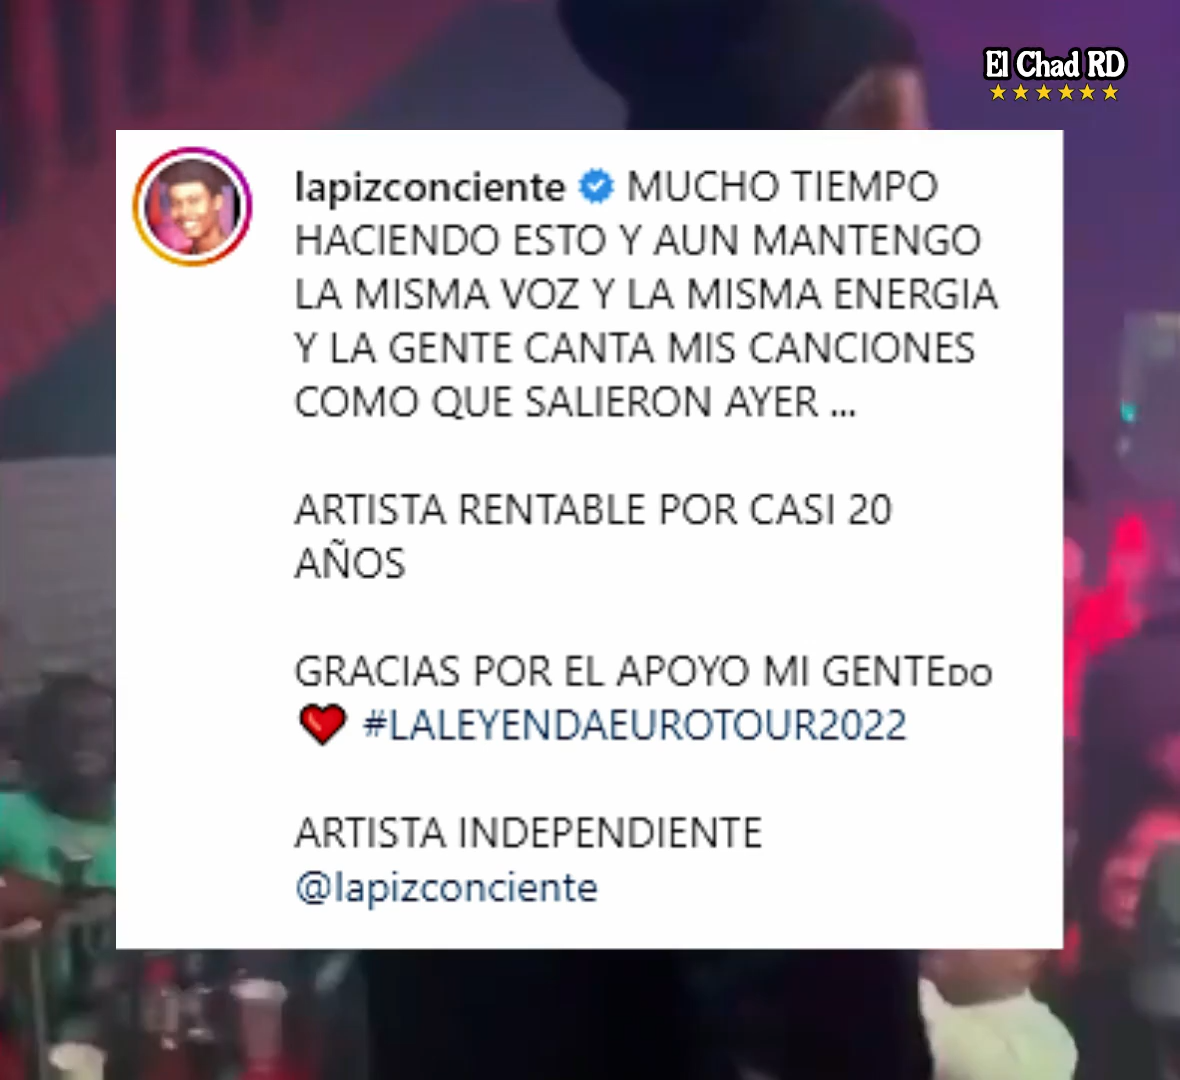 El Chad RD
lapizconciente MUCHO TIEMPO
HACIENDO ESTO Y AUN MANTENGO
LA MISMA VOZ Y LA MISMA ENERGIA
Y LA GENTE CANTA MIS CANCIONES
COMO QUE SALIERON AYER ...
ARTISTA RENTABLE POR CASI 20
AÑOS
GRACIAS POR EL APOYO MI GENTEDO
❤️ #LALEYENDAEUROTOUR2022
ARTISTA INDEPENDIENTE
@lapizconciente